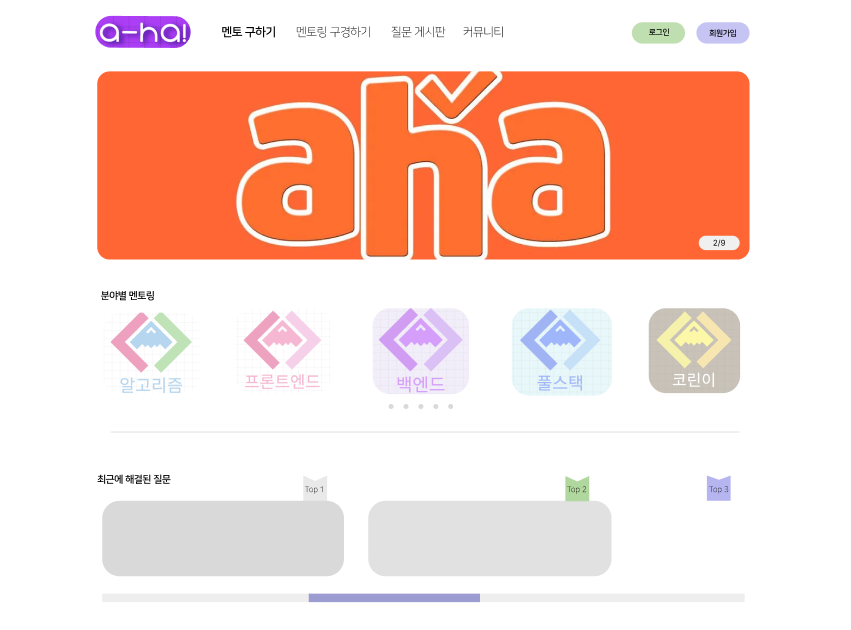 a-ha!
멘토 구하기
멘토링 구경하기
질문 게시판
커뮤니티
로그인
회원가입
aha
2/9
분야별 멘토링
알고리즘
프론트엔드
백엔드
풀스택
코린이
최근에 해결된 질문
Top 1
Top 2
Top 3